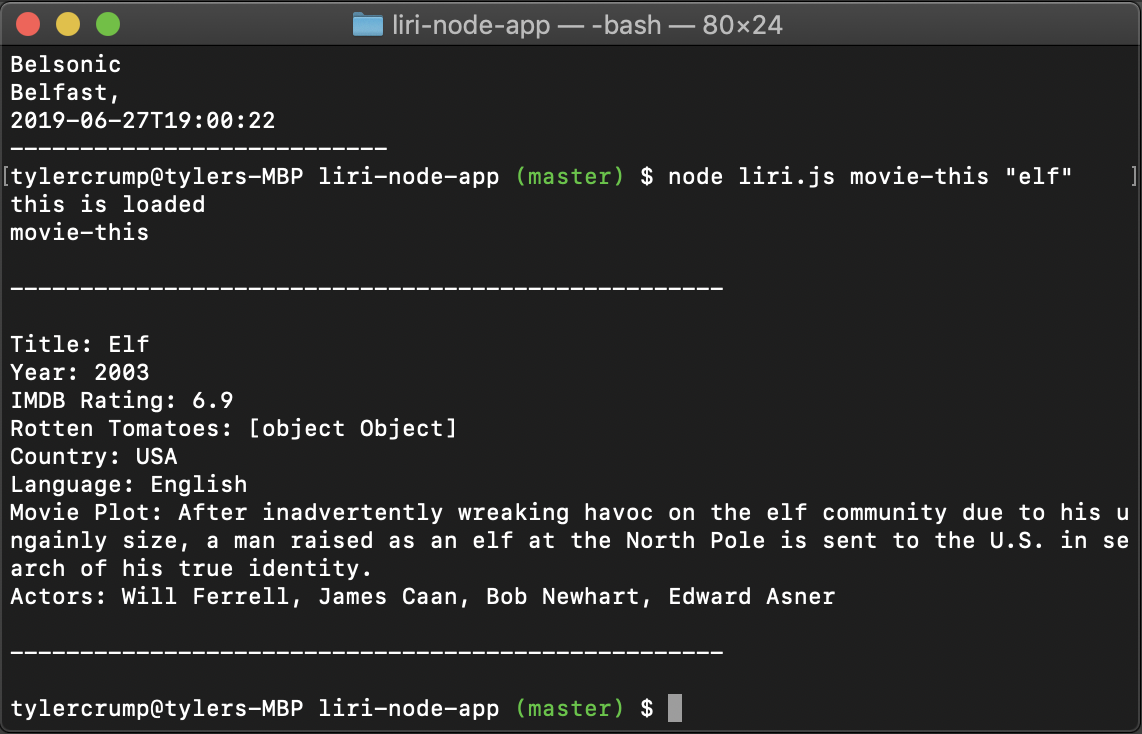 liri-node-app — -bash — 80×24
Belsonic
Belfast,
2019-06-27T19:00:22
---------------------------
[tylercrump@tylers-MBP liri-node-app (master) $ node liri.js movie-this "elf"    ]
this is loaded
movie-this
---------------------------------------------------
Title: Elf
Year: 2003
IMDB Rating: 6.9
Rotten Tomatoes: [object Object]
Country: USA
Language: English
Movie Plot: After inadvertently wreaking havoc on the elf community due to his u
ngainly size, a man raised as an elf at the North Pole is sent to the U.S. in se
arch of his true identity.
Actors: Will Ferrell, James Caan, Bob Newhart, Edward Asner
---------------------------------------------------
tylercrump@tylers-MBP liri-node-app (master) $